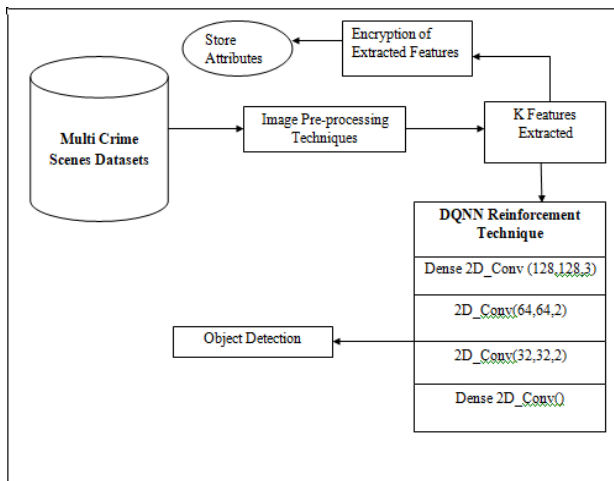 Store
Attributes
Encryption of
Extracted Features
Multi Crime
Scenes Datasets
Image Pre-processing
Techniques
K Features
Extracted
DQNN Reinforcement
Technique
Dense 2D_Conv (128,128,3)
2D_Conv(64,64,2)
Object Detection
2D_Conv(32,32,2)
Dense 2D_Conv()